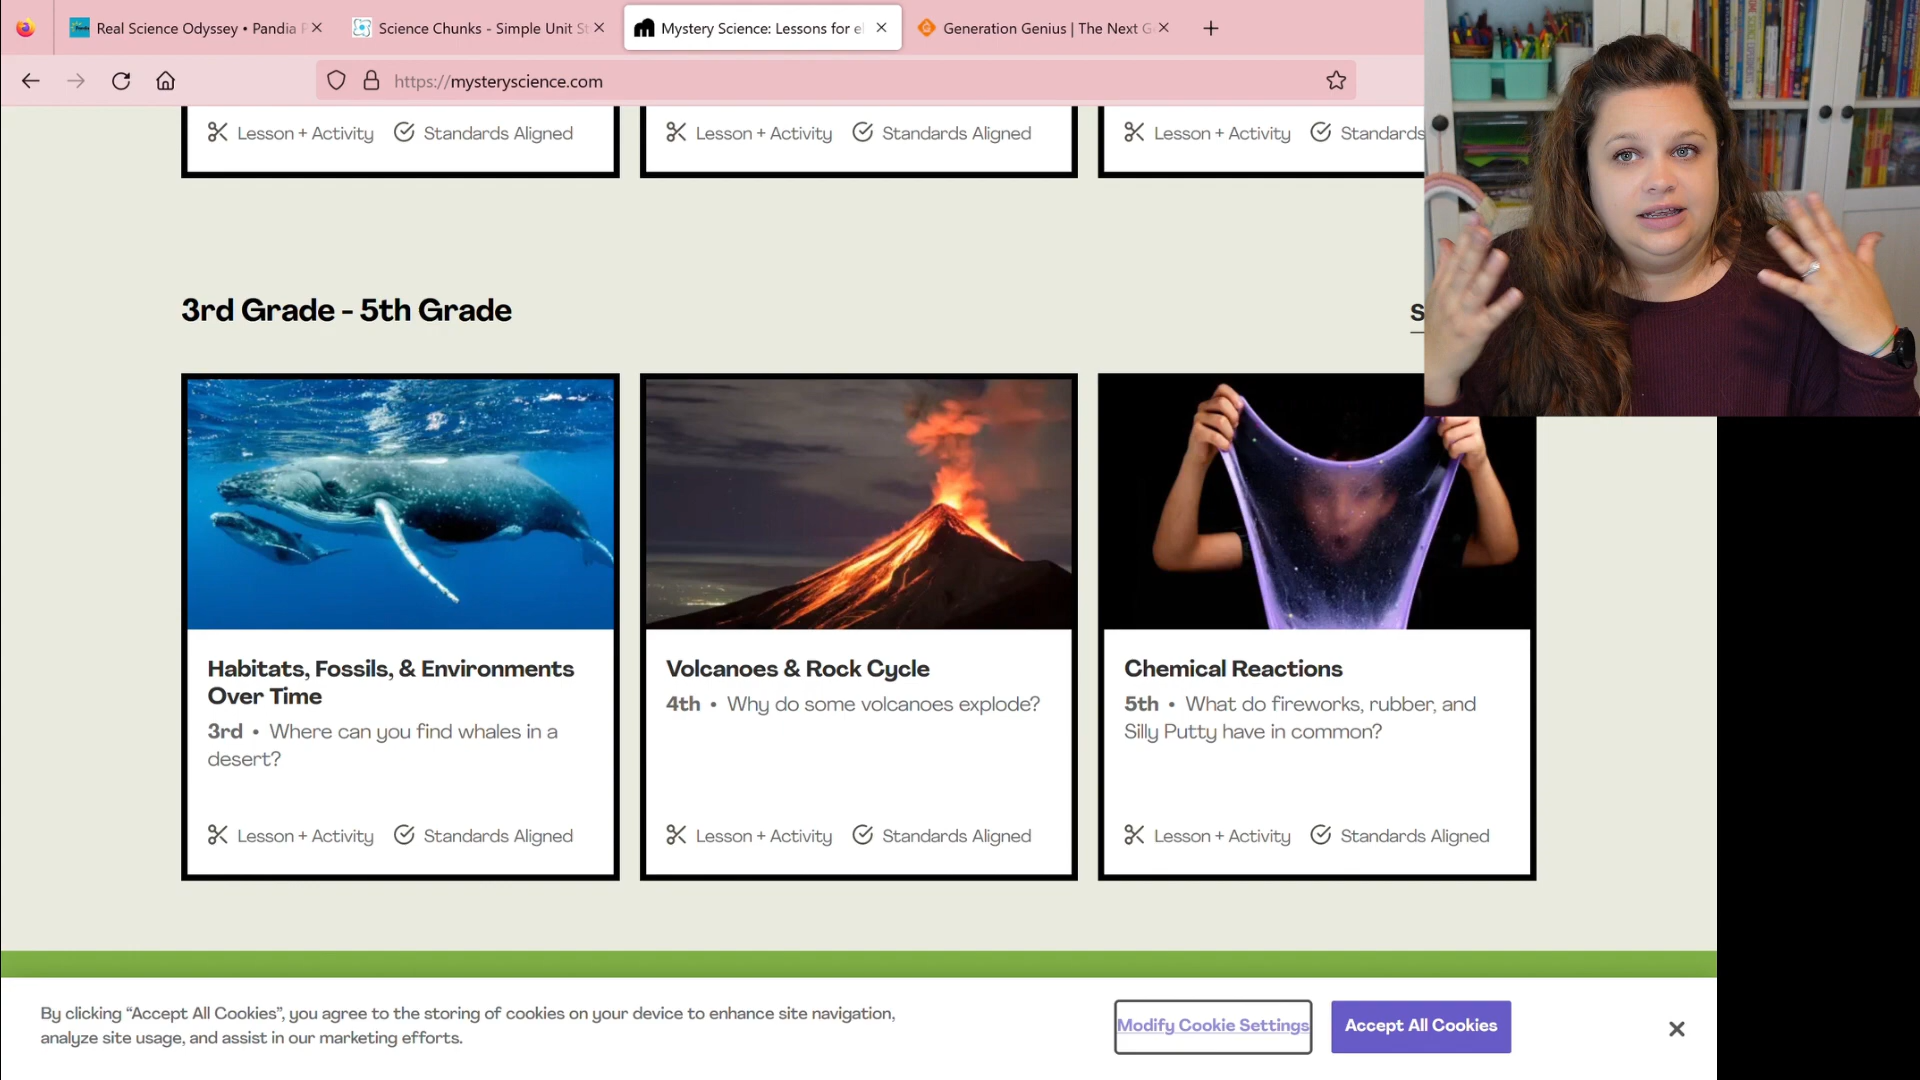 Real Science Odyssey • Pandia
Science Chunks - Simple Unit St
Mystery Science: Lessons for el
Generation Genius | The Next G
https://mysteryscience.com
Lesson + Activity Standards Aligned
Lesson + Activity Standards Aligned
Lesson + Activity Standards
3rd Grade - 5th Grade
S
Habitats, Fossils, & Environments
Over Time
3rd • Where can you find whales in a
desert?
Lesson + Activity Standards Aligned
Volcanoes & Rock Cycle
4th • Why do some volcanoes explode?
Lesson + Activity Standards Aligned
Chemical Reactions
5th • What do fireworks, rubber, and
Silly Putty have in common?
Lesson + Activity Standards Aligned
By clicking “Accept All Cookies”, you agree to the storing of cookies on your device to enhance site navigation,
analyze site usage, and assist in our marketing efforts.
Modify Cookie Settings
Accept All Cookies